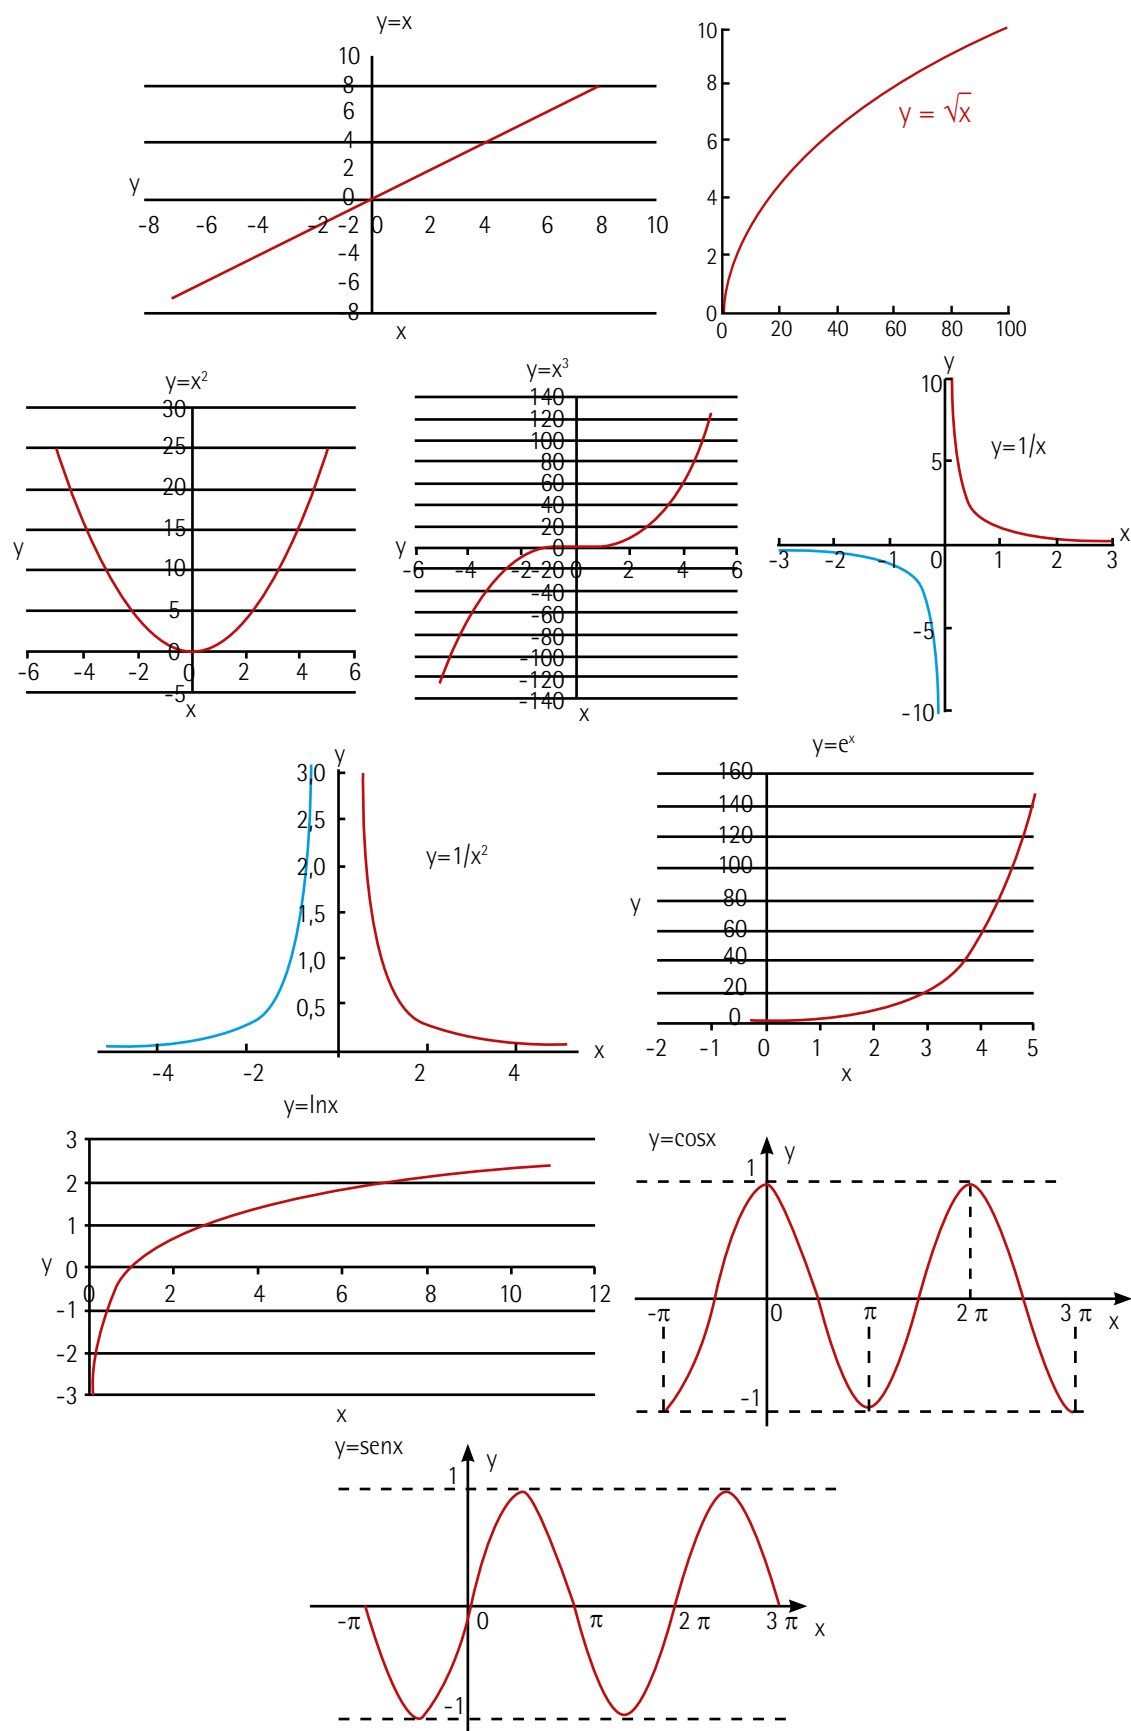 y=x
10
8
6
4
2
y
0
-8 -6 -4 -2 -2 0 2 4 6 8 10
-4
-6
8
x
10
8
y = √x
6
4
2
0
0 20 40 60 80 100
y=x²
30
25
20
15
y
10
5
0
-6 -4 -2 0 2 4 6
-5
x
y=x³
140
120
100
80
60
40
20
y 0
-6 -4 -2 -20 0 2 4 6
-40
-60
-80
-100
-120
-140
x
y
10
y=1/x
5
x
-3 -2 -1 0 1 2 3
-5
-10
y
3,0
2,5
y=1/x²
2,0
1,5
1,0
0,5
x
-4 -2 2 4
y=eˣ
160
140
120
100
80
y
60
40
20
0
-2 -1 0 1 2 3 4 5
x
y=lnx
3
2
1
y 0
0 2 4 6 8 10 12
-1
-2
-3
x
y=cosx
y
1
-π 0 π 2 π 3 π x
-1
y=senx
y
1
-π 0 π 2 π 3 π x
-1